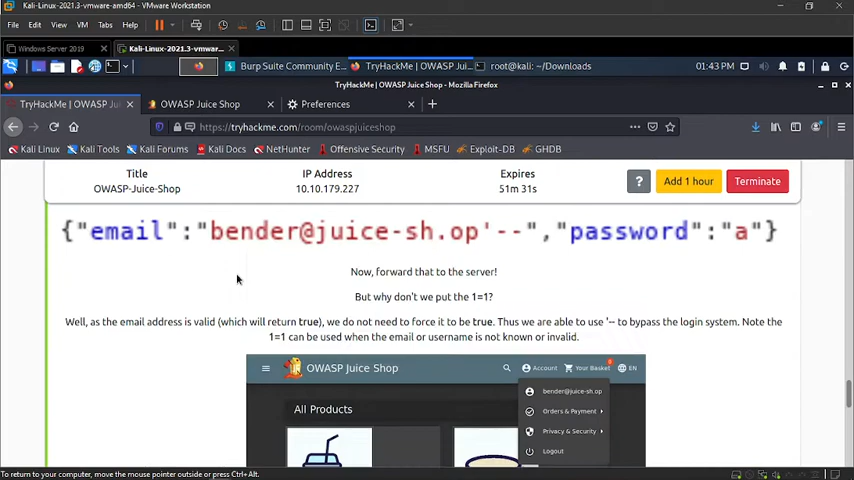 Kali-Linux-2021.3-vmware-amd64 - VMware Workstation
File Edit View VM Tabs Help
Windows Server 2019 Kali-Linux-2021.3-vmwar...
Burp Suite Community E... TryHackMe | OWASP Jui... root@kali: ~/Downloads 01:43 PM
TryHackMe | OWASP Juice Shop - Mozilla Firefox
TryHackMe | OWASP Jui OWASP Juice Shop Preferences
https://tryhackme.com/room/owaspjuiceshop
Kali Linux Kali Tools Kali Forums Kali Docs NetHunter Offensive Security MSFU Exploit-DB GHDB
Title IP Address Expires
OWASP-Juice-Shop 10.10.179.227 51m 31s ? Add 1 hour Terminate
{"email":"bender@juice-sh.op'--","password":"a"}
Now, forward that to the server!
But why don't we put the 1=1?
Well, as the email address is valid (which will return true), we do not need to force it to be true. Thus we are able to use '-- to bypass the login system. Note the
1=1 can be used when the email or username is not known or invalid.
OWASP Juice Shop Account Your Basket EN
bender@juice-sh.op
All Products Orders & Payment
Privacy & Security
Logout
To return to your computer, move the mouse pointer outside or press Ctrl+Alt.